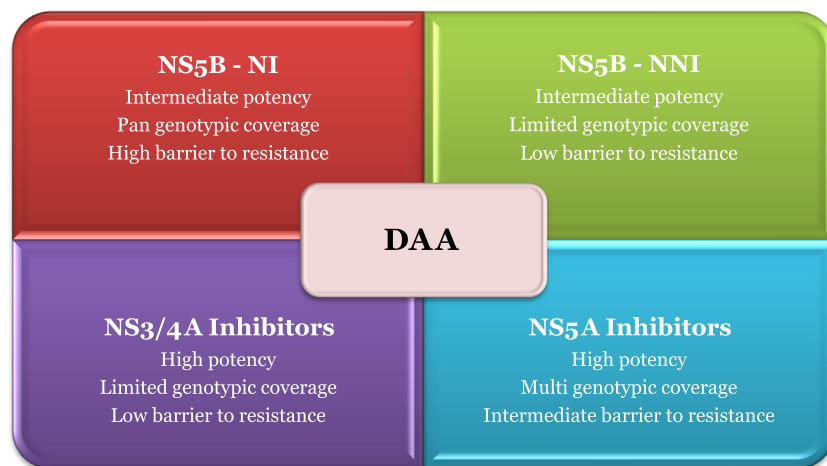 NS5B - NI
Intermediate potency
Pan genotypic coverage
High barrier to resistance
NS5B - NNI
Intermediate potency
Limited genotypic coverage
Low barrier to resistance
DAA
NS3/4A Inhibitors
High potency
Limited genotypic coverage
Low barrier to resistance
NS5A Inhibitors
High potency
Multi genotypic coverage
Intermediate barrier to resistance